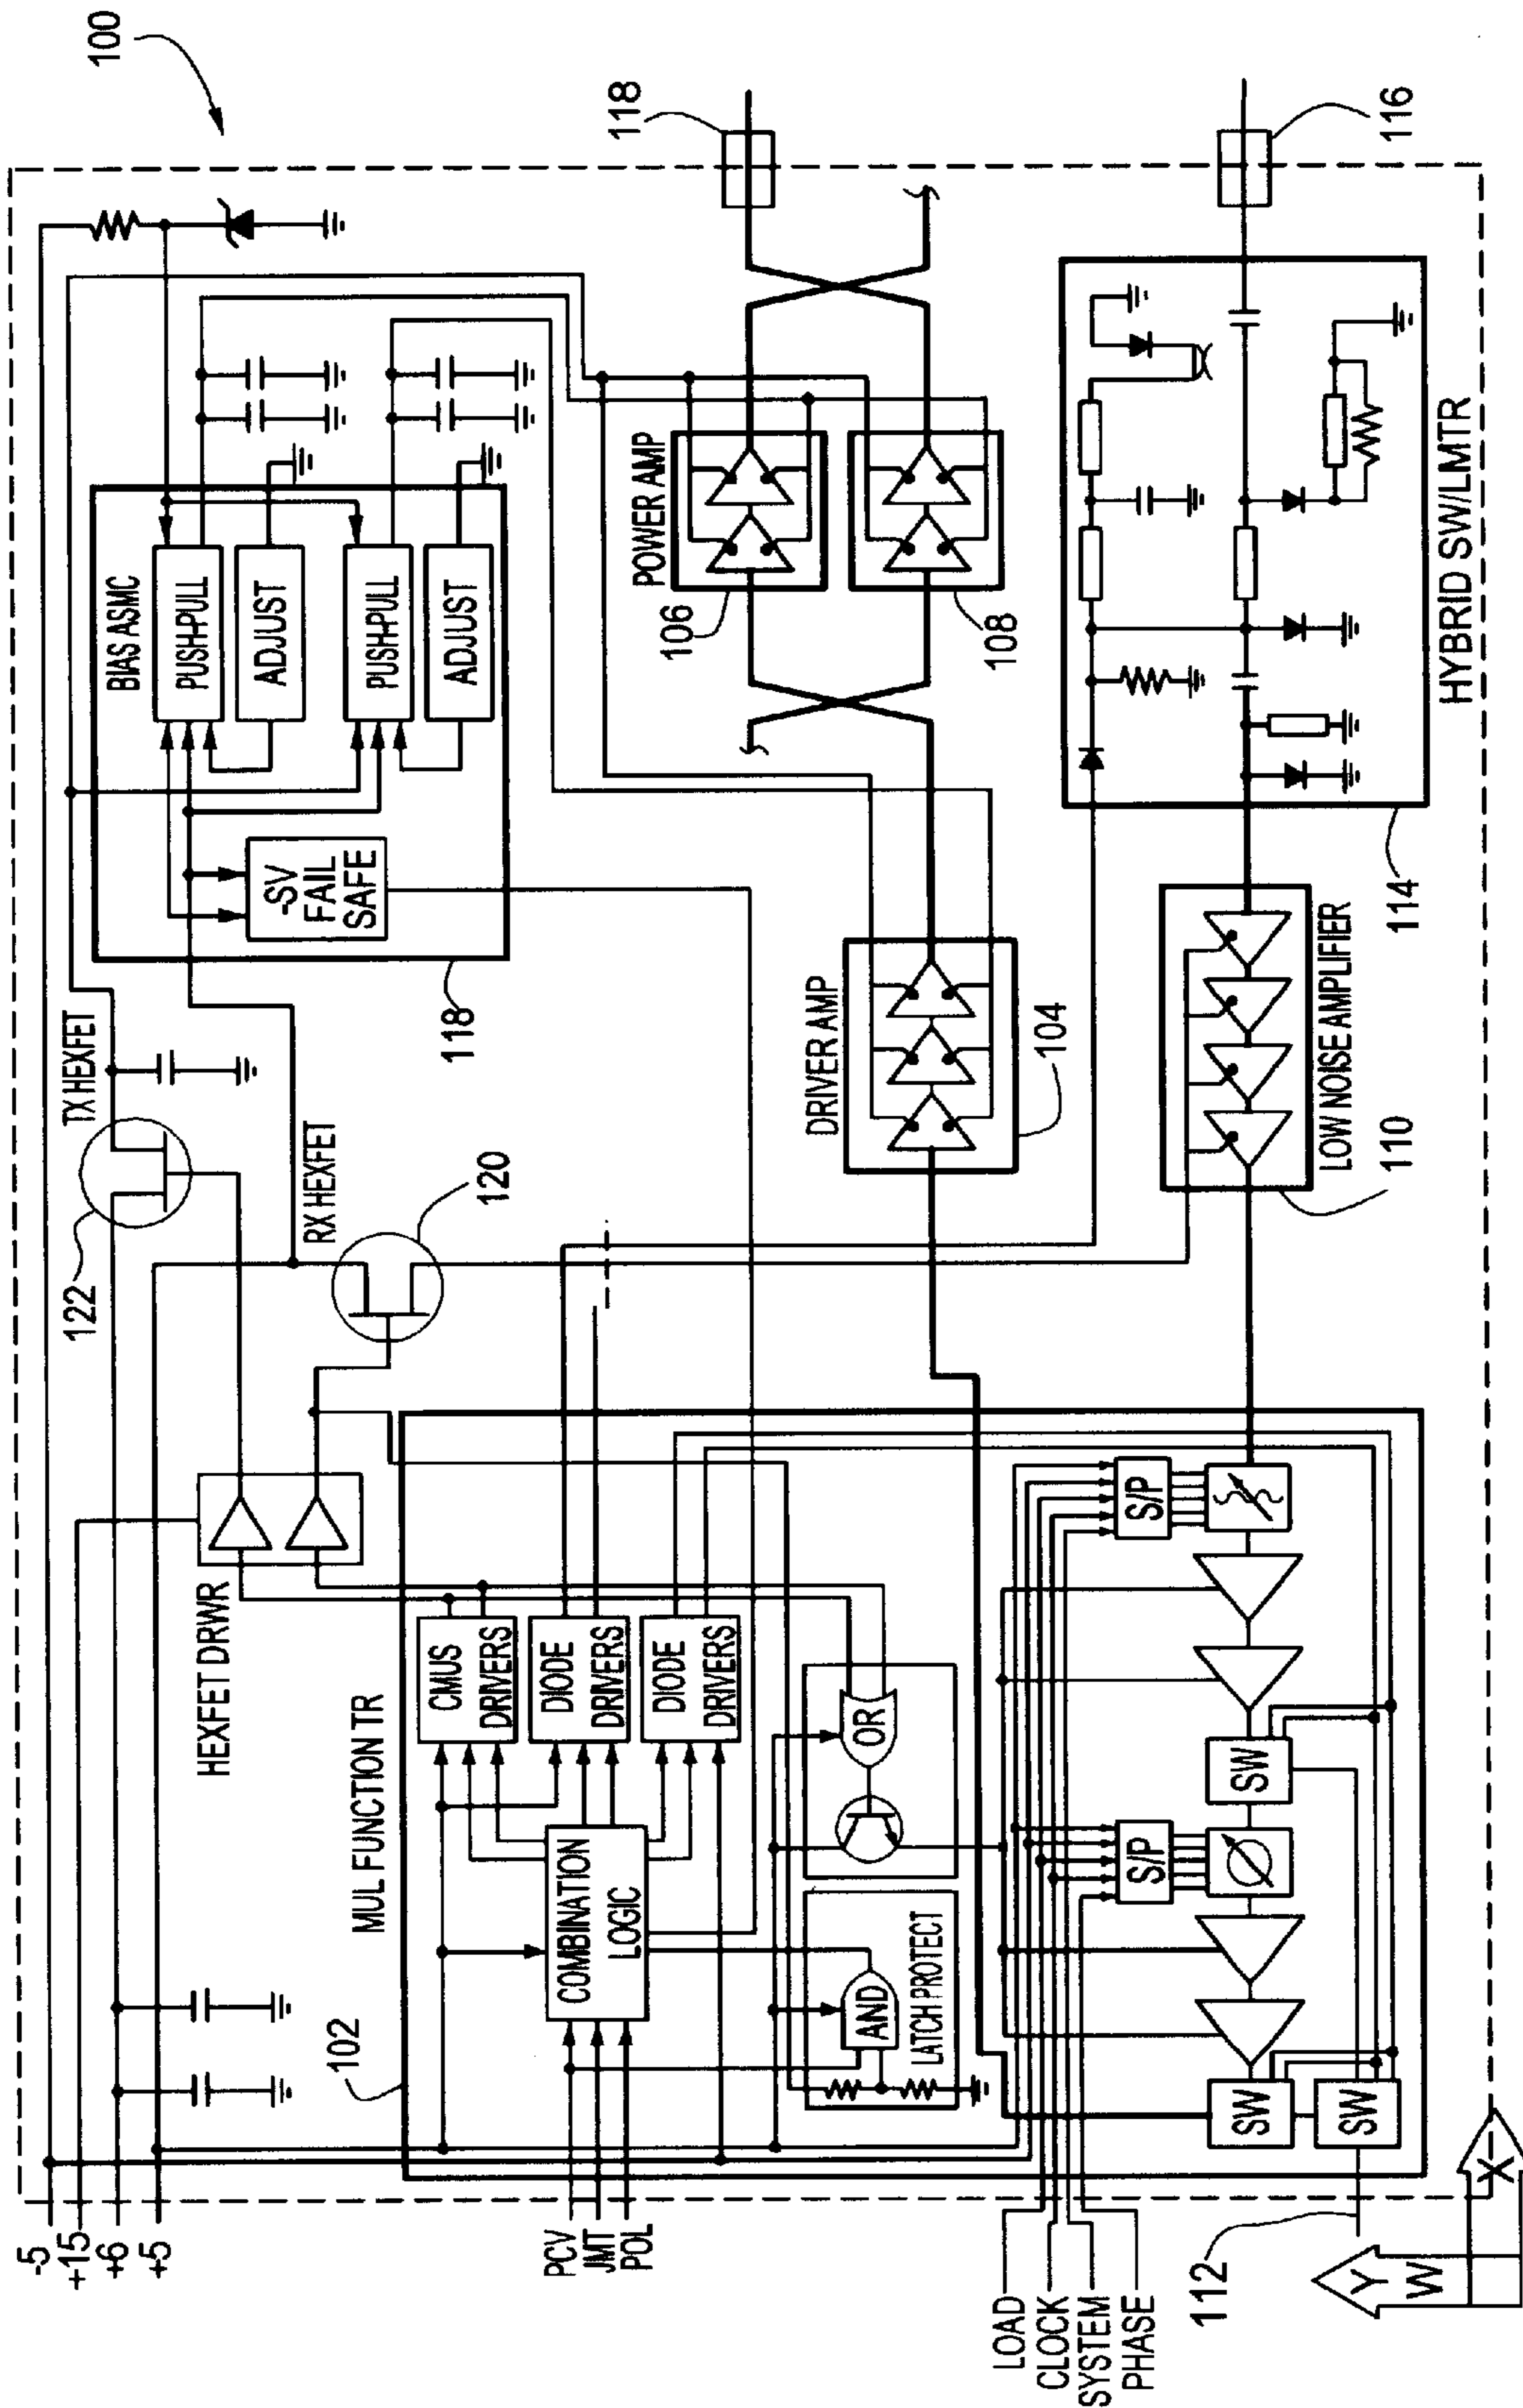 100
-5
+15
+6
+5
HEXFET DRWR
122
TX HEXFET
RX HEXFET
120
118
BIAS ASMC
PUSH-PULL
ADJUST
PUSH-PULL
ADJUST
-SV
FAIL
SAFE
102
MUL FUNCTION TR
PCV
JMT
POL
COMBINATION
LOGIC
CMUS
DRIVERS
DIODE
DRIVERS
DIODE
DRIVERS
AND
LATCH PROTECT
OR
DRIVER AMP
104
POWER AMP
106
108
118
LOAD
CLOCK
SYSTEM
PHASE
S/P
S/P
SW
SW
SW
112
LOW NOISE AMPLIFIER
110
114
HYBRID SW/LMTR
116
Y
W
X